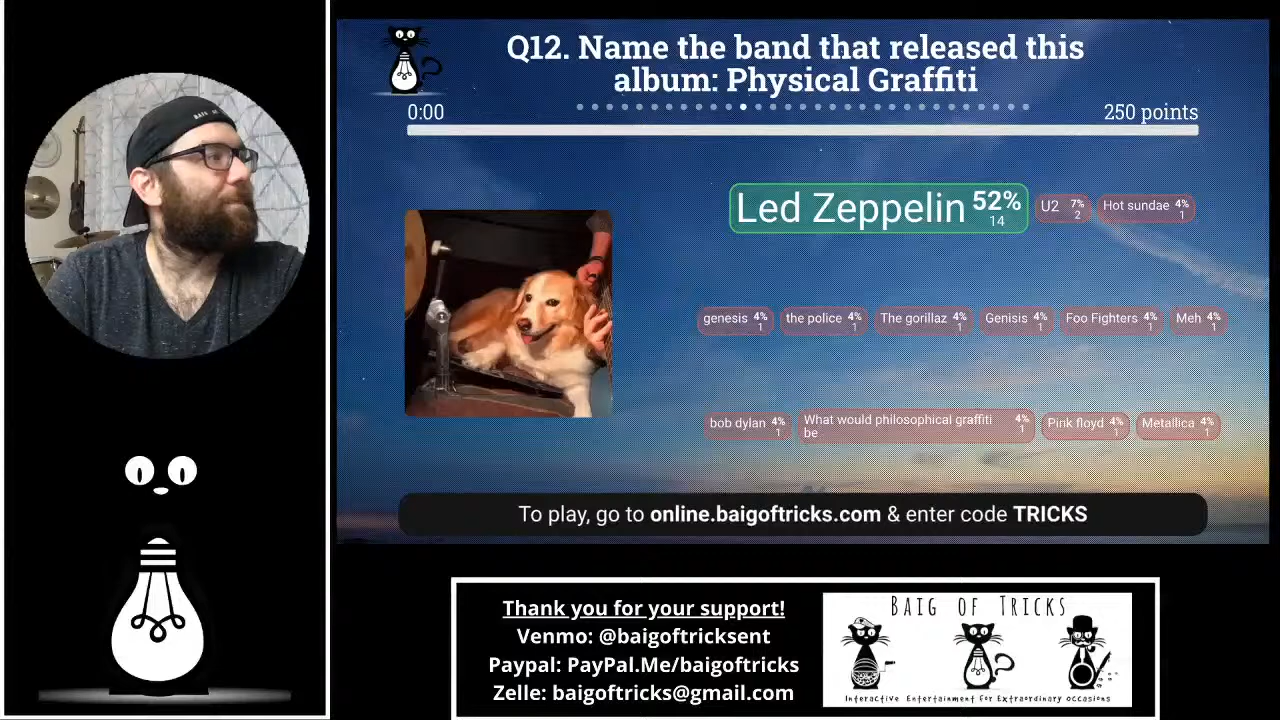 Q12. Name the band that released this
album: Physical Graffiti
0:00
250 points
Led Zeppelin 52% 14
U2 7% 2
Hot sundae 4% 1
genesis 4% 1
the police 4% 1
The gorillaz 4% 1
Genisis 4% 1
Foo Fighters 4% 1
Meh 4% 1
bob dylan 4% 1
What would philosophical graffiti
be 4% 1
Pink floyd 4% 1
Metallica 4% 1
To play, go to online.baigoftricks.com & enter code TRICKS
Thank you for your support!
Venmo: @baigoftricksent
Paypal: PayPal.Me/baigoftricks
Zelle: baigoftricks@gmail.com
BAIG OF TRICKS
Interactive Entertainment for Extraordinary occasions